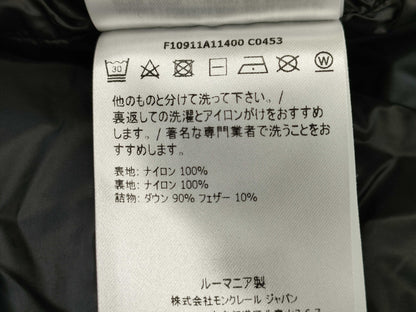 F10911A11400 C0453
30
W
他のものと分けて洗って下さい。/
裏返しての洗濯とアイロンがけをおすすめ
します。/ 著名な専門業者で洗うことをお
すすめします。
表地: ナイロン 100%
裏地: ナイロン 100%
詰物: ダウン 90% フェザー 10%
ルーマニア製
株式会社モンクレール ジャパン